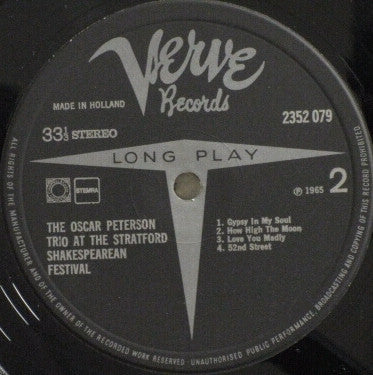 Verve
Records
MADE IN HOLLAND
2352 079
33⅓ STEREO
LONG PLAY
STEMRA
℗ 1965
2
THE OSCAR PETERSON
TRIO AT THE STRATFORD
SHAKESPEAREAN
FESTIVAL
1. Gypsy In My Soul
2. How High The Moon
3. Love You Madly
4. 52nd Street
ALL RIGHTS OF THE MANUFACTURER AND OF THE OWNER OF THE RECORDED WORK RESERVED · UNAUTHORISED PUBLIC PERFORMANCE, BROADCASTING AND COPYING OF THIS RECORD PROHIBITED